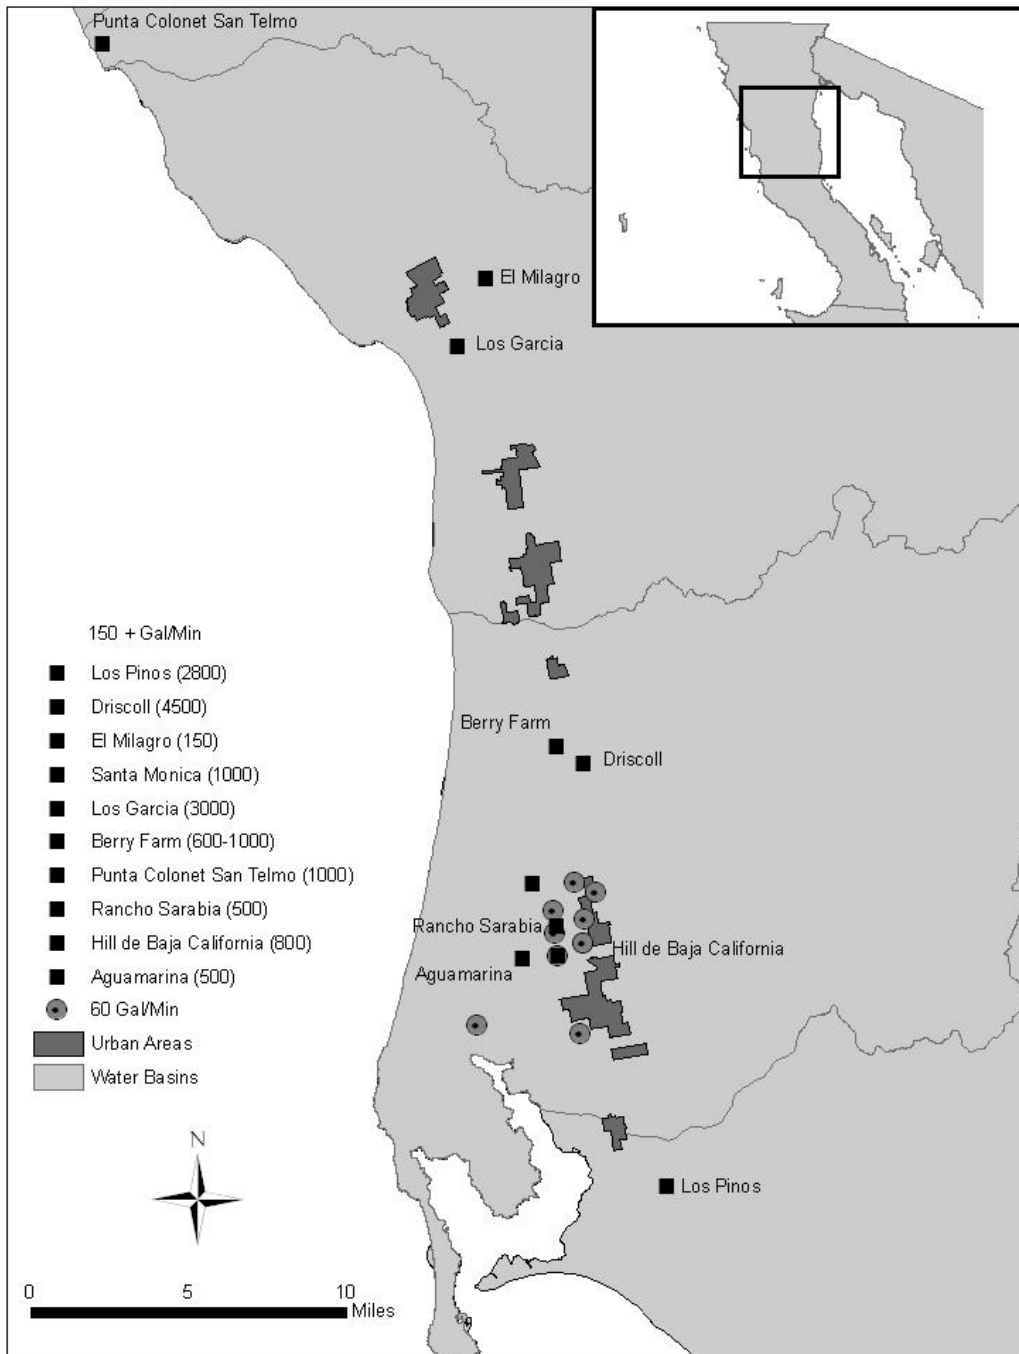 Punta Colonet San Telmo
El Milagro
Los Garcia
150 + Gal/Min
Los Pinos (2800)
Driscoll (4500)
El Milagro (150)
Santa Monica (1000)
Los Garcia (3000)
Berry Farm (600-1000)
Punta Colonet San Telmo (1000)
Rancho Sarabia (500)
Hill de Baja California (800)
Aguamarina (500)
60 Gal/Min
Urban Areas
Water Basins
Berry Farm
Driscoll
Rancho Sarabia
Hill de Baja California
Aguamarina
Los Pinos
N
0 5 10
Miles